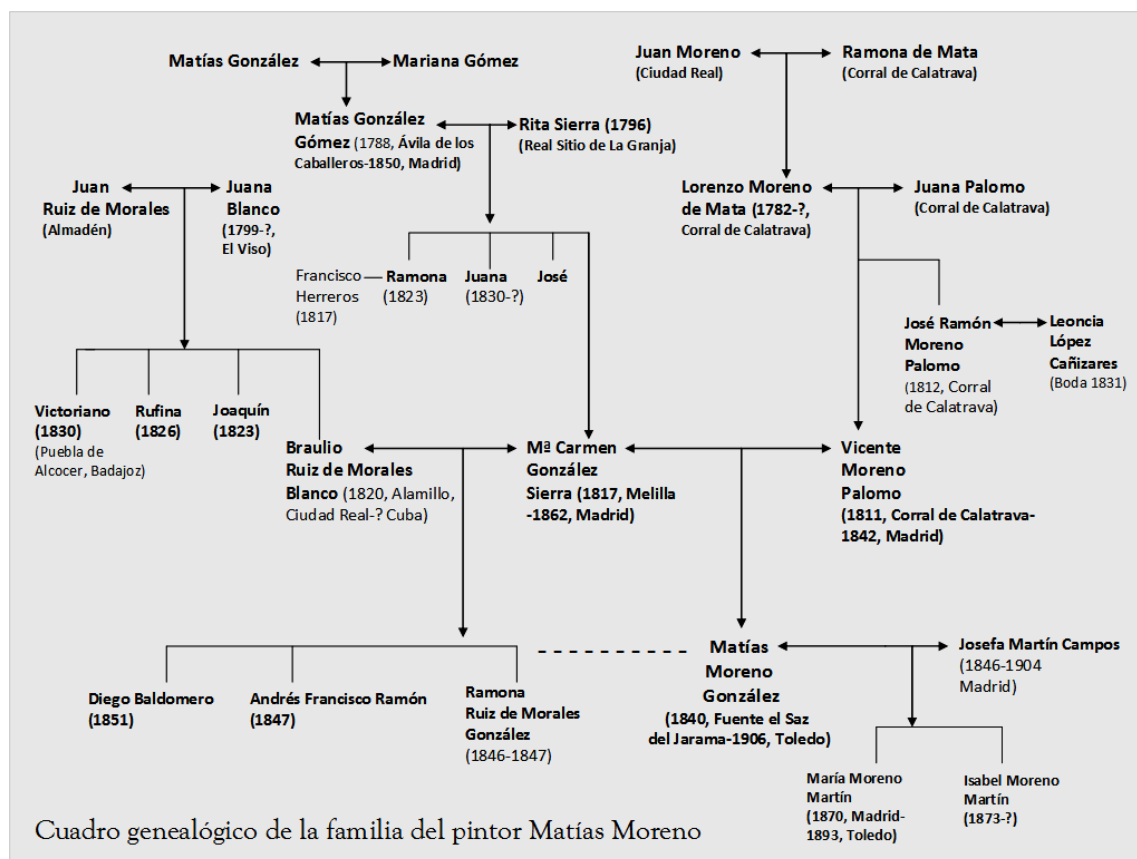 Matías González
Mariana Gómez
Juan Moreno
(Ciudad Real)
Ramona de Mata
(Corral de Calatrava)
Matías González
Gómez (1788, Ávila de los
Caballeros-1850, Madrid)
Rita Sierra (1796)
(Real Sitio de La Granja)
Juan
Ruiz de Morales
(Almadén)
Juana
Blanco
(1799-?,
El Viso)
Lorenzo Moreno
de Mata (1782-?,
Corral de Calatrava)
Juana Palomo
(Corral de Calatrava)
Francisco
Herreros
(1817)
Ramona
(1823)
Juana
(1830-?)
José
José Ramón
Moreno
Palomo
(1812, Corral
de Calatrava)
Leoncia
López
Cañizares
(Boda 1831)
Victoriano
(1830)
(Puebla de
Alcocer, Badajoz)
Rufina
(1826)
Joaquín
(1823)
Braulio
Ruiz de Morales
Blanco (1820, Alamillo,
Ciudad Real-? Cuba)
Mª Carmen
González
Sierra (1817, Melilla
-1862, Madrid)
Vicente
Moreno
Palomo
(1811, Corral de Calatrava-
1842, Madrid)
Diego Baldomero
(1851)
Andrés Francisco Ramón
(1847)
Ramona
Ruiz de Morales
González
(1846-1847)
Matías
Moreno
González
(1840, Fuente el Saz
del Jarama-1906, Toledo)
Josefa Martín Campos
(1846-1904
Madrid)
María Moreno
Martín
(1870, Madrid-
1893, Toledo)
Isabel Moreno
Martín
(1873-?)
Cuadro genealógico de la familia del pintor Matías Moreno